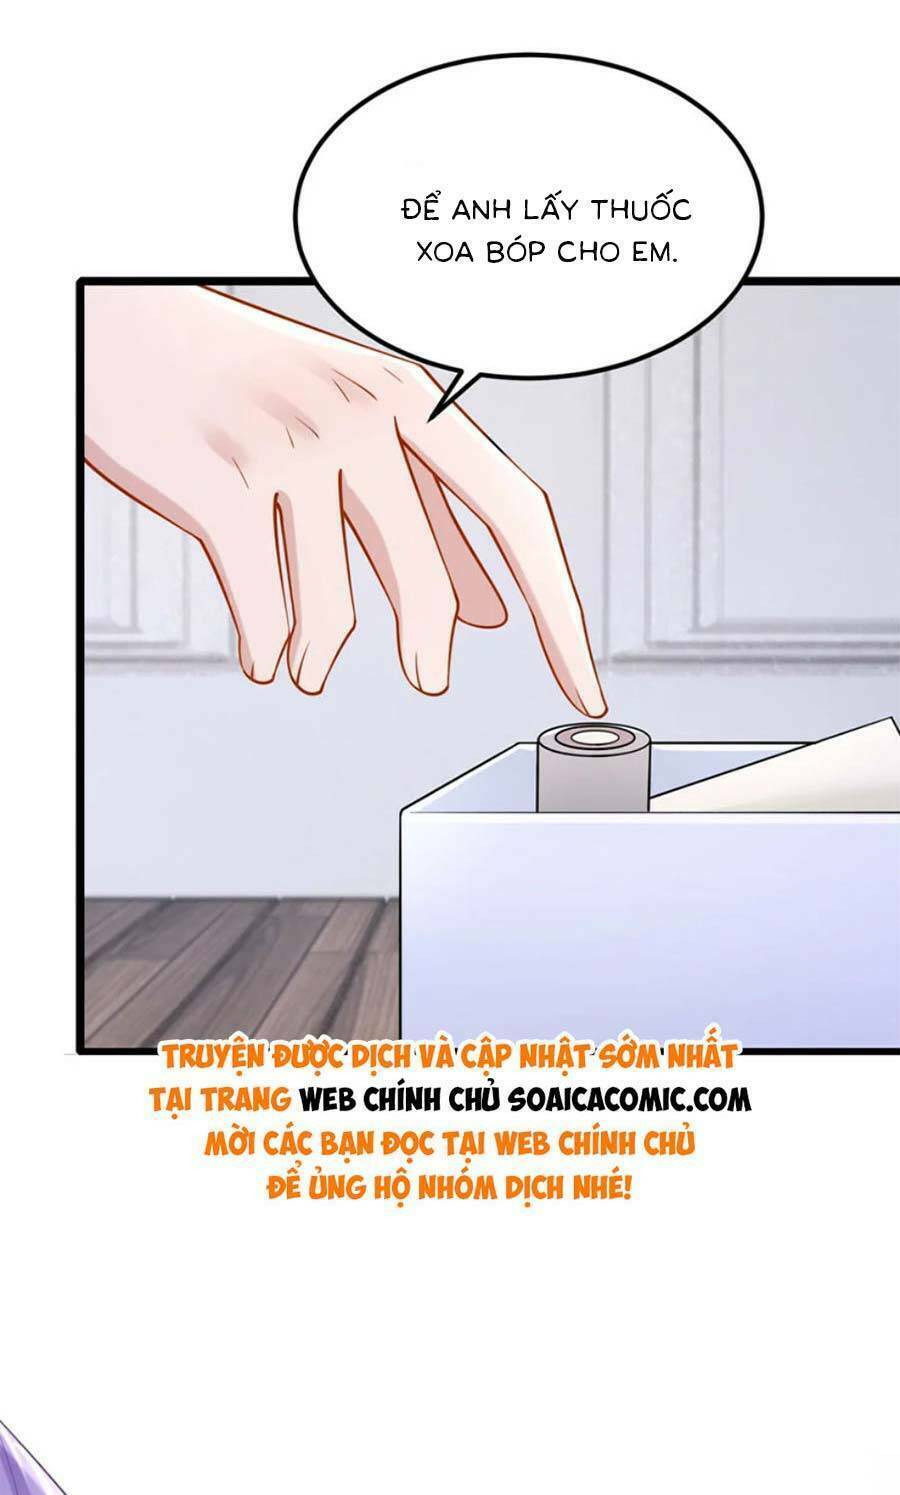 ĐỂ ANH LẤY THUỐC
XOA BÓP CHO EM.
TRUYỆN ĐƯỢC DỊCH VÀ CẬP NHẬT SỚM NHẤT
TẠI TRANG WEB CHÍNH CHỦ SOAICACOMIC.COM
MỜI CÁC BẠN ĐỌC TẠI WEB CHÍNH CHỦ
ĐỂ ỦNG HỘ NHÓM DỊCH NHÉ!